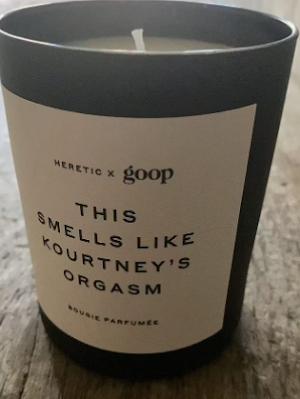 HERETIC X goop
THIS
SMELLS LIKE
KOURTNEY'S
ORGASM
BOUGIE PARFUMÉE